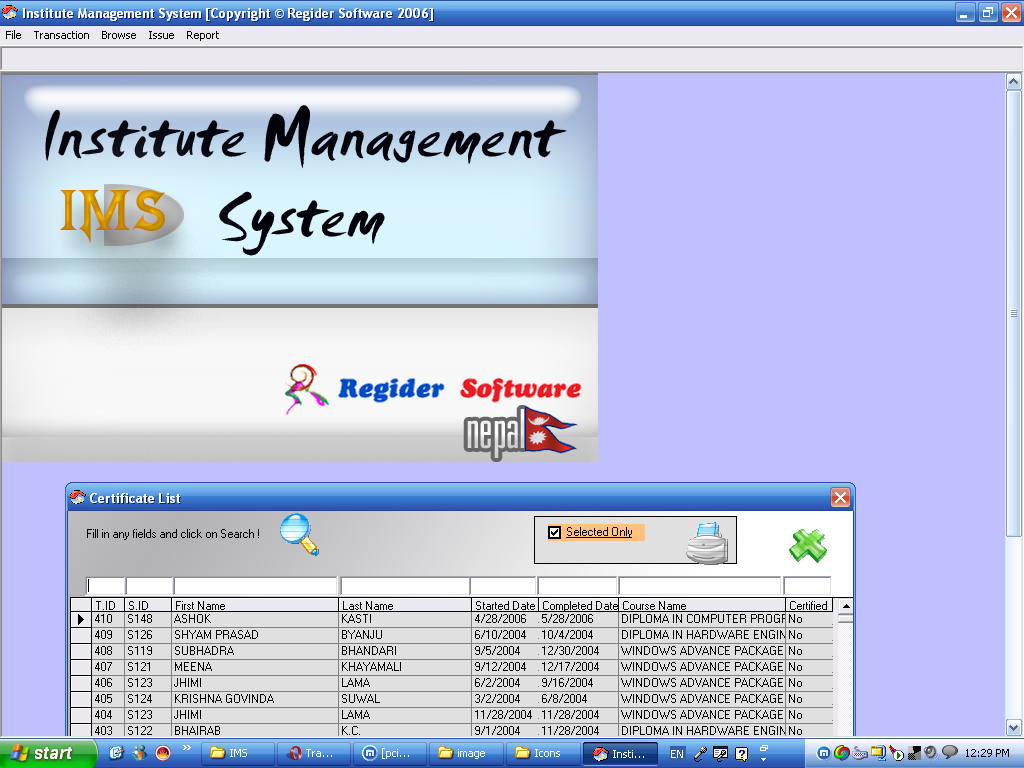 Institute Management System [Copyright © Regider Software 2006]
File Transaction Browse Issue Report
Institute Management
IMS System
Regider Software
nepal
Certificate List
Fill in any fields and click on Search !
Selected Only
T.ID S.ID First Name Last Name Started Date Completed Date Course Name Certified
410 S148 ASHOK KASTI 4/28/2006 5/28/2006 DIPLOMA IN COMPUTER PROGR No
409 S126 SHYAM PRASAD BYANJU 6/10/2004 10/4/2004 DIPLOMA IN HARDWARE ENGIN No
408 S119 SUBHADRA BHANDARI 9/5/2004 12/30/2004 WINDOWS ADVANCE PACKAGE No
407 S121 MEENA KHAYAMALI 9/12/2004 12/17/2004 WINDOWS ADVANCE PACKAGE No
406 S123 JHIMI LAMA 6/2/2004 9/16/2004 WINDOWS ADVANCE PACKAGE No
405 S124 KRISHNA GOVINDA SUWAL 3/2/2004 6/8/2004 WINDOWS ADVANCE PACKAGE No
404 S123 JHIMI LAMA 11/28/2004 11/28/2004 WINDOWS ADVANCE PACKAGE No
403 S122 BHAIRAB K.C. 9/1/2004 11/28/2004 DIPLOMA IN HARDWARE ENGIN No
start IMS Tra... [pci... image Icons Insti... EN 12:29 PM